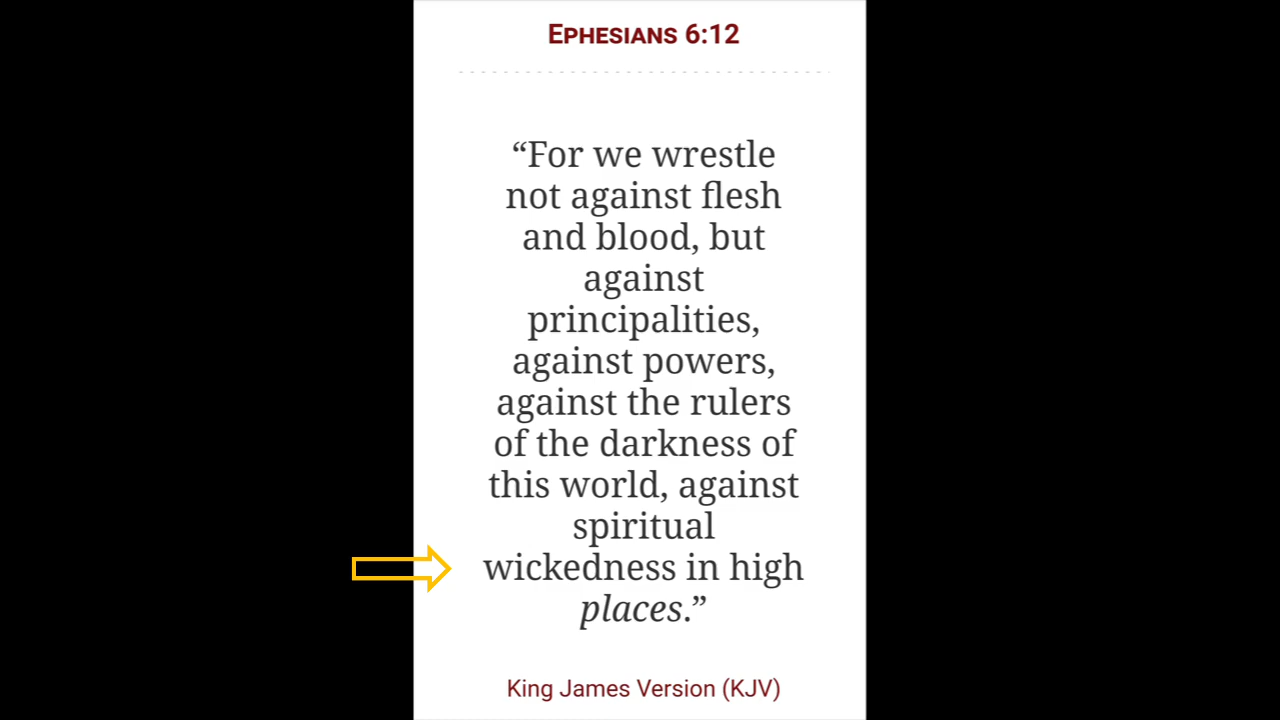 EPHESIANS 6:12
“For we wrestle
not against flesh
and blood, but
against
principalities,
against powers,
against the rulers
of the darkness of
this world, against
spiritual
wickedness in high
places.”
King James Version (KJV)